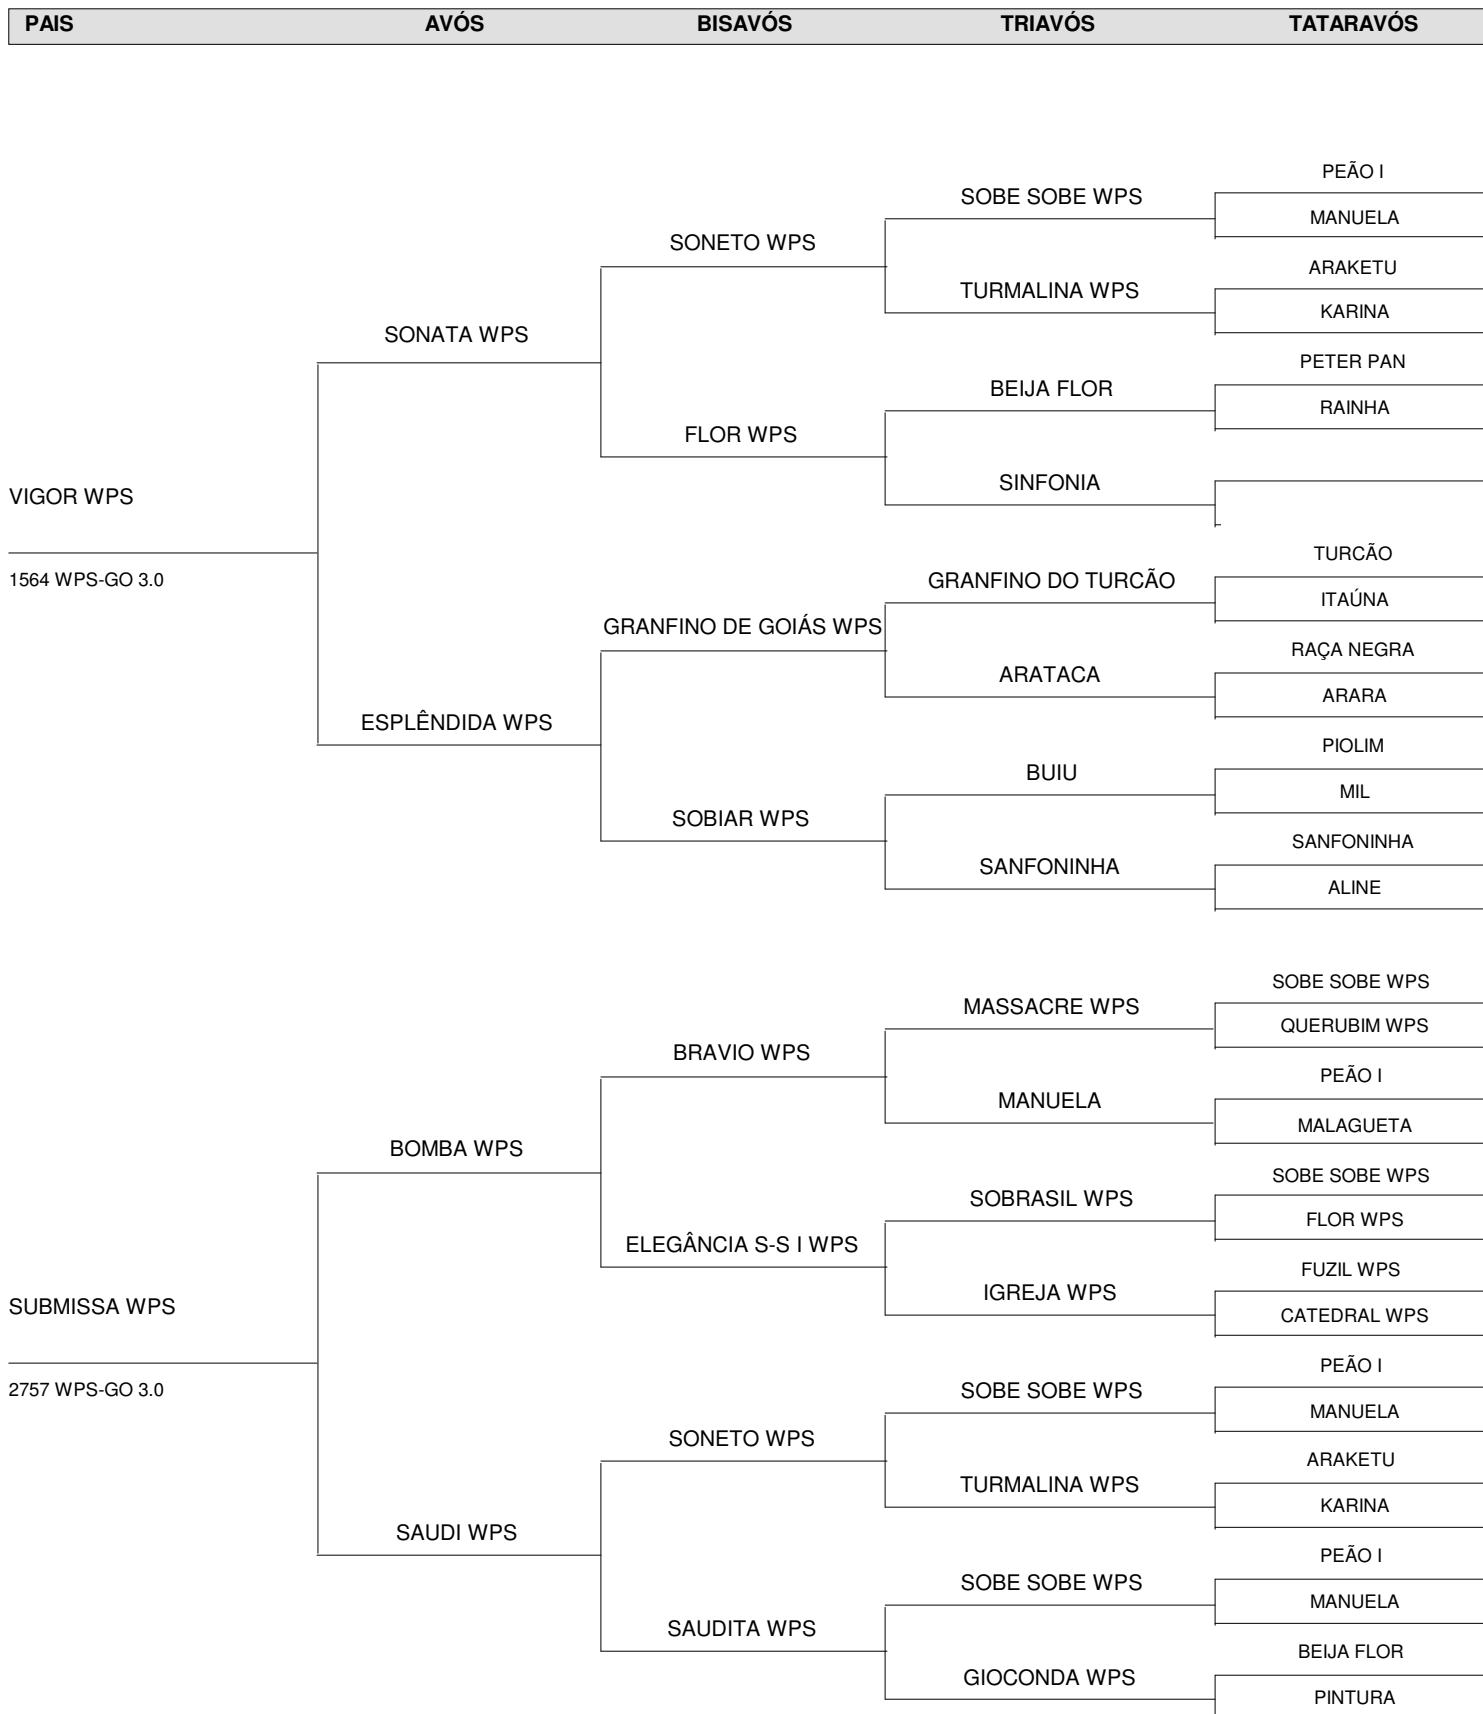 PAIS AVÓS BISAVÓS TRIAVÓS TATARAVÓS
PEÃO I
SOBE SOBE WPS
MANUELA
SONETO WPS
ARAKETU
TURMALINA WPS
KARINA
SONATA WPS
PETER PAN
BEIJA FLOR
RAINHA
FLOR WPS
SINFONIA
VIGOR WPS
TURCÃO
1564 WPS-GO 3.0
GRANFINO DO TURCÃO
ITAÚNA
GRANFINO DE GOIÁS WPS
RAÇA NEGRA
ARATACA
ARARA
ESPLÊNDIDA WPS
PIOLIM
BUIU
MIL
SOBIAR WPS
SANFONINHA
SANFONINHA
ALINE
SOBE SOBE WPS
MASSACRE WPS
QUERUBIM WPS
BRAVIO WPS
PEÃO I
MANUELA
MALAGUETA
BOMBA WPS
SOBE SOBE WPS
SOBRASIL WPS
FLOR WPS
ELEGÂNCIA S-S I WPS
FUZIL WPS
IGREJA WPS
SUBMISSA WPS
CATEDRAL WPS
PEÃO I
2757 WPS-GO 3.0
SOBE SOBE WPS
MANUELA
SONETO WPS
ARAKETU
TURMALINA WPS
KARINA
SAUDI WPS
PEÃO I
SOBE SOBE WPS
MANUELA
SAUDITA WPS
BEIJA FLOR
GIOCONDA WPS
PINTURA